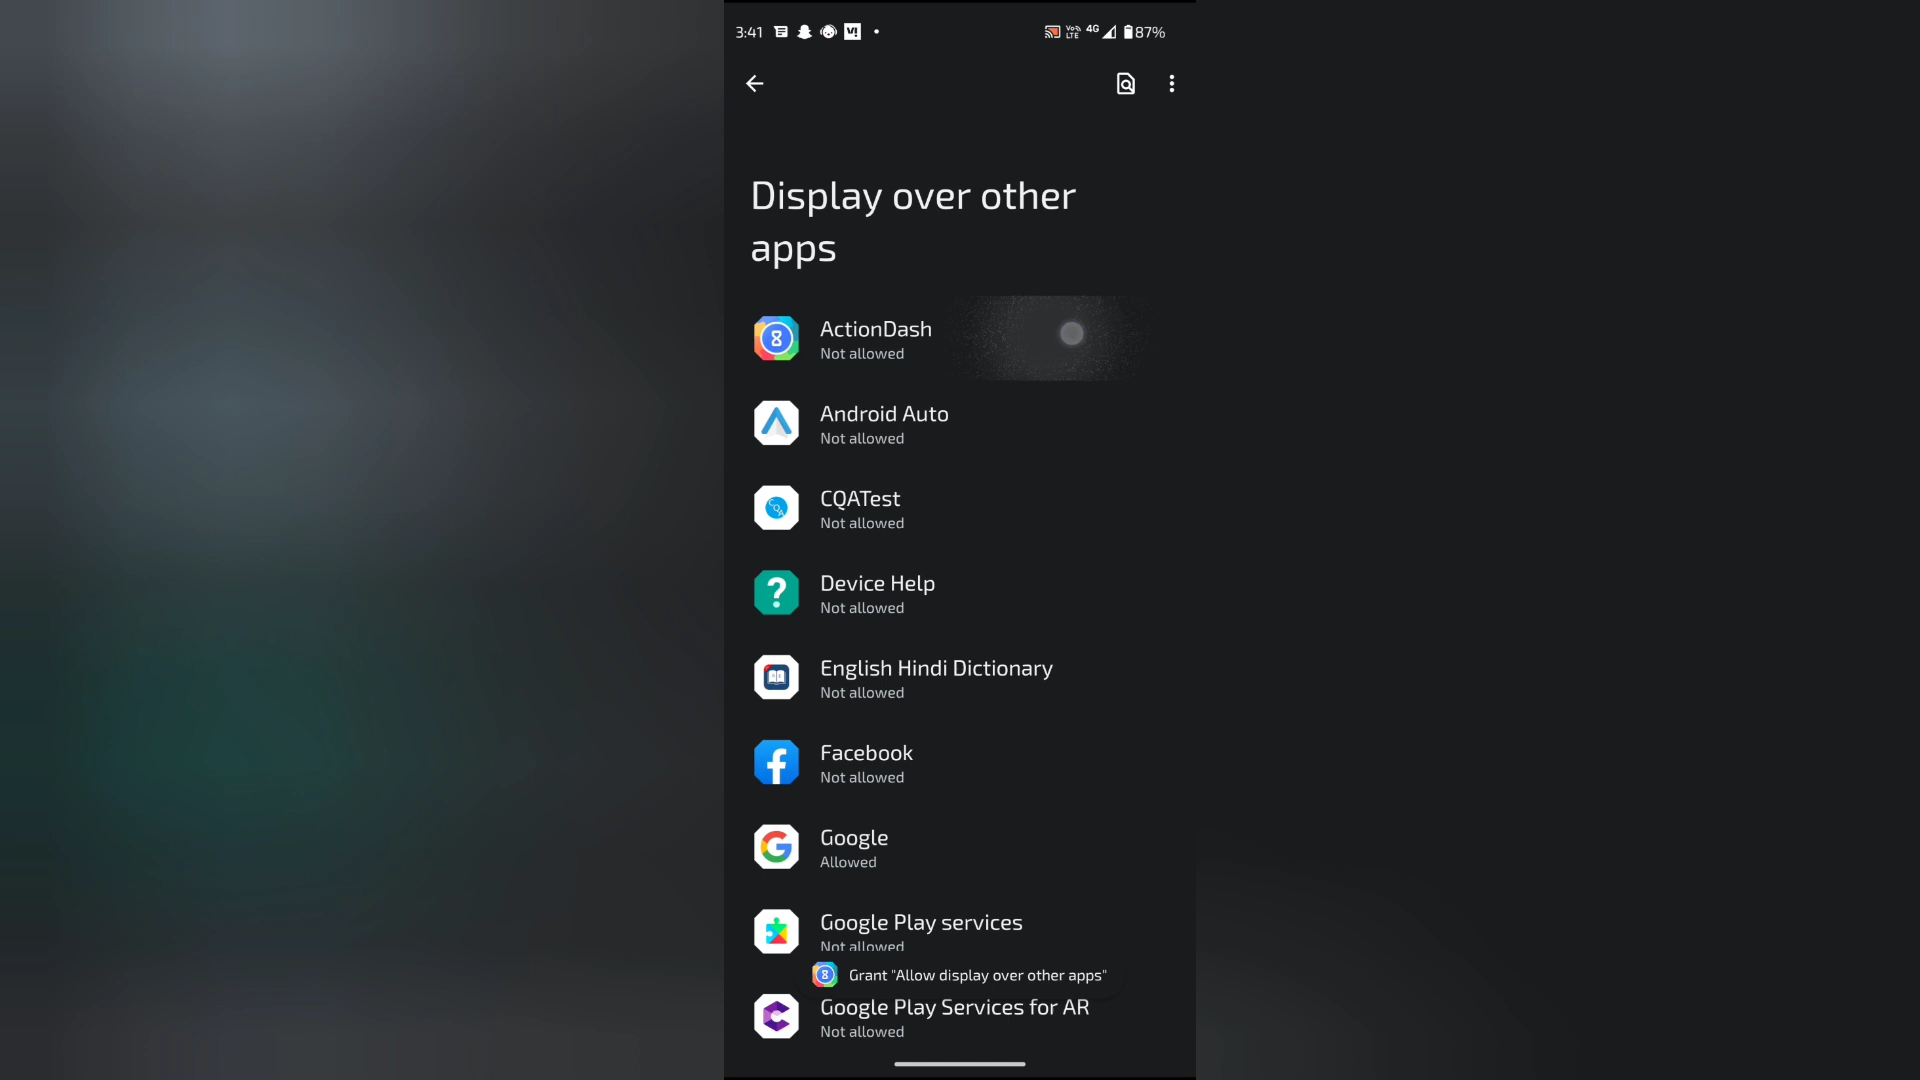 3:41
4G
87%
Display over other
apps
ActionDash
Not allowed
Android Auto
Not allowed
CQATest
Not allowed
Device Help
Not allowed
English Hindi Dictionary
Not allowed
Facebook
Not allowed
Google
Allowed
Google Play services
Not allowed
Grant "Allow display over other apps"
Google Play Services for AR
Not allowed